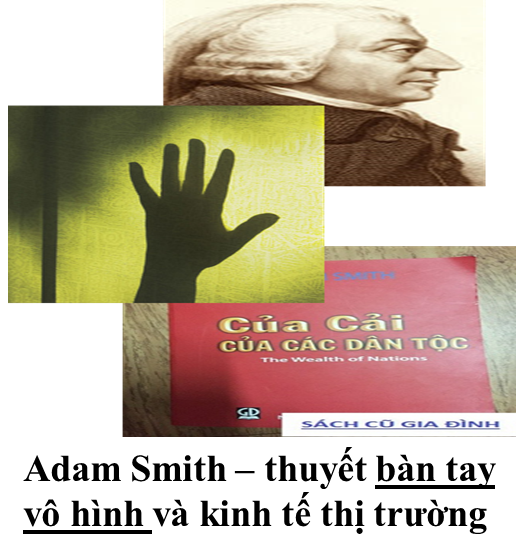 SMITH
Của Cải
CỦA CÁC DÂN TỘC
The Wealth of Nations
GD
SÁCH CŨ GIA ĐÌNH
Adam Smith – thuyết bàn tay
vô hình và kinh tế thị trường